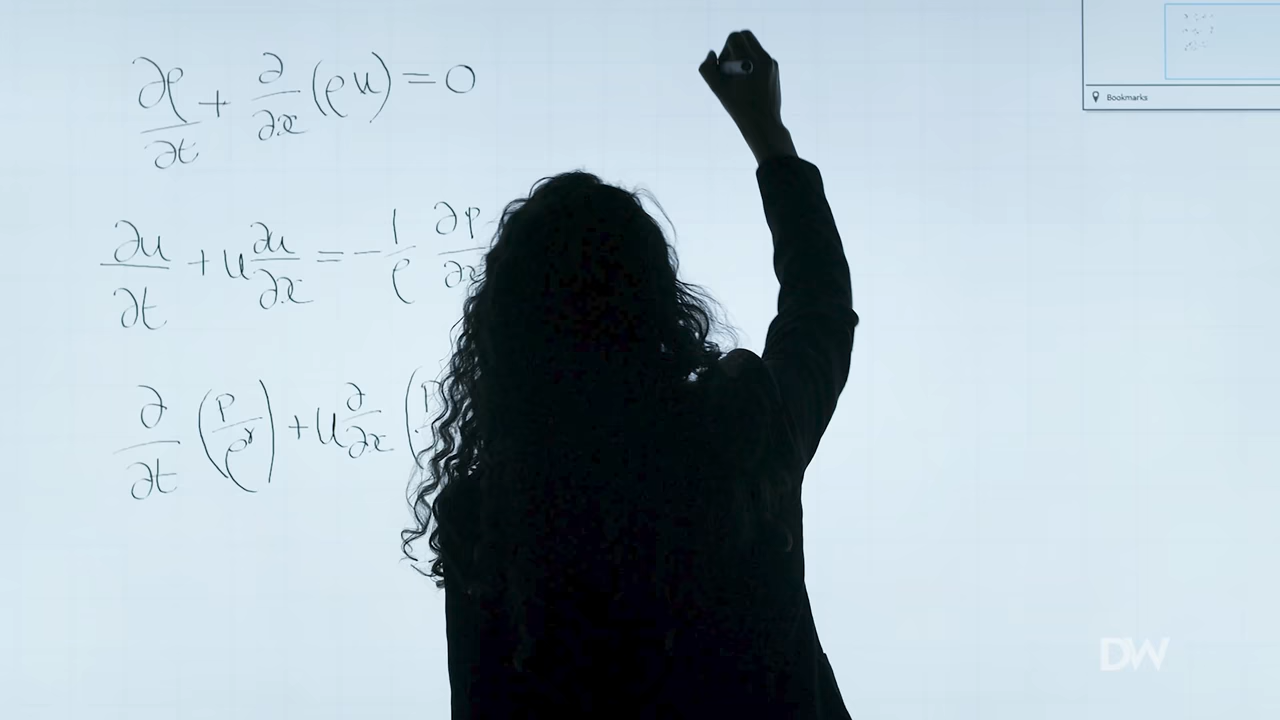 ∂ρ/∂t + ∂/∂x (ρu) = 0
∂u/∂t + u ∂u/∂x = - 1/ρ ∂p/∂x
∂/∂t (p/ρ^γ) + u ∂/∂x (p
Bookmarks
DW